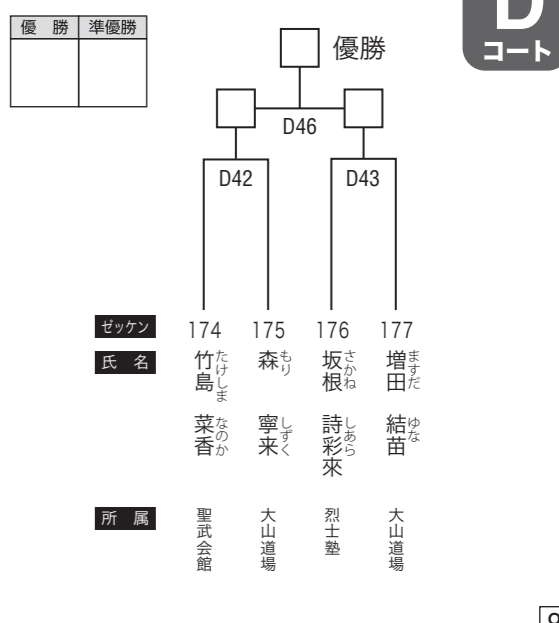 D
コート
優 勝 準優勝
優勝
D46
D42 D43
ゼッケン 174 175 176 177
氏 名
竹島 菜香
たけしま なのか
森 寧来
もり しずく
坂根 詩彩來
さかね しあら
増田 結苗
ますだ ゆな
所 属
聖武会館
大山道場
烈士塾
大山道場